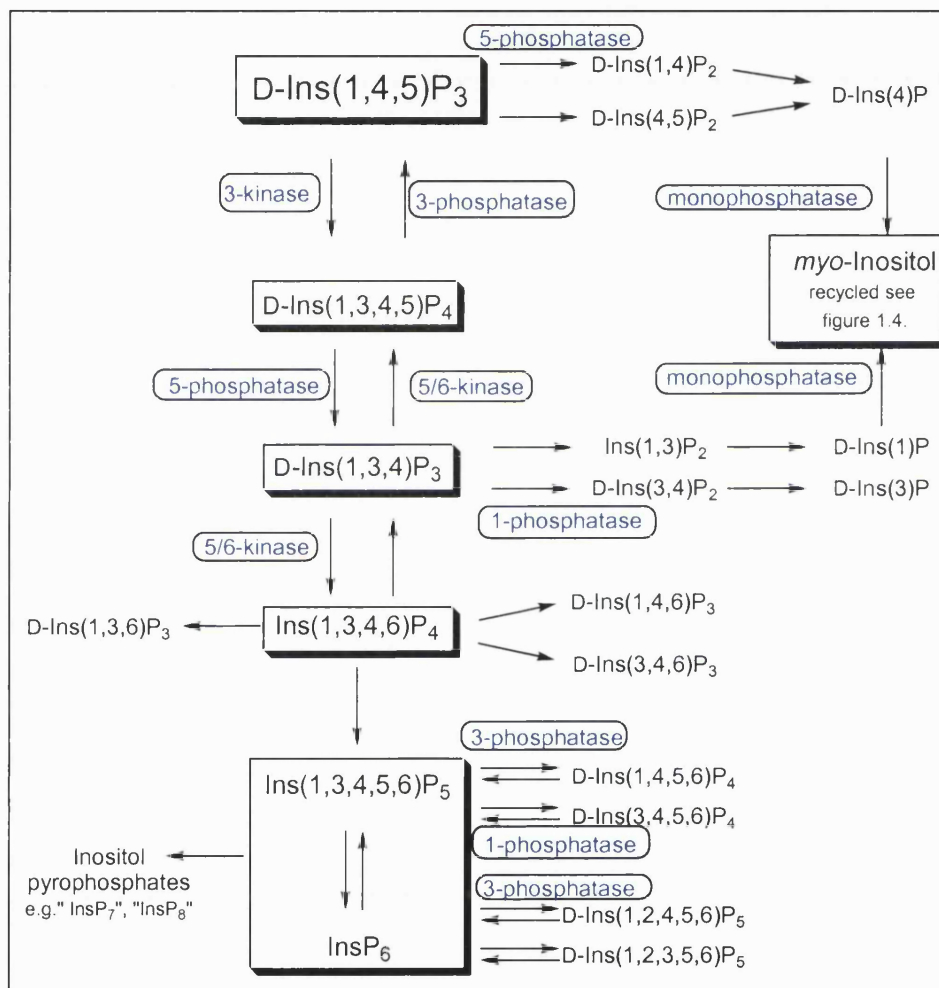 5-phosphatase
D-Ins(1,4,5)P3
D-Ins(1,4)P2
D-Ins(4,5)P2
D-Ins(4)P
3-kinase
3-phosphatase
monophosphatase
myo-Inositol
recycled see
figure 1.4.
D-Ins(1,3,4,5)P4
5-phosphatase
5/6-kinase
monophosphatase
D-Ins(1,3,4)P3
Ins(1,3)P2
D-Ins(1)P
D-Ins(3,4)P2
D-Ins(3)P
1-phosphatase
5/6-kinase
D-Ins(1,3,6)P3
Ins(1,3,4,6)P4
D-Ins(1,4,6)P3
D-Ins(3,4,6)P3
3-phosphatase
Ins(1,3,4,5,6)P5
D-Ins(1,4,5,6)P4
D-Ins(3,4,5,6)P4
1-phosphatase
Inositol
pyrophosphates
e.g." InsP7", "InsP8"
3-phosphatase
InsP6
D-Ins(1,2,4,5,6)P5
D-Ins(1,2,3,5,6)P5